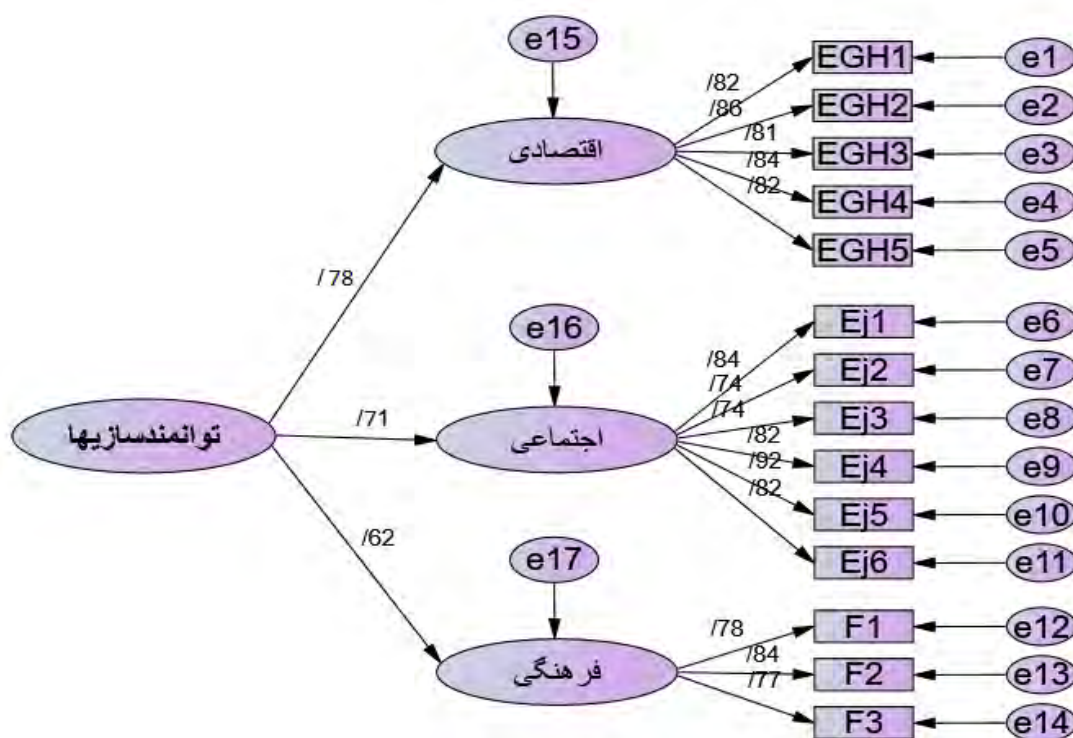 e15
EGH1
e1
/82
/86
EGH2
e2
/81
اقتصادی
EGH3
e3
/84
/82
EGH4
e4
EGH5
e5
/78
e16
Ej1
e6
/84
/74
Ej2
e7
/74
توانمندسازیها
/71
اجتماعی
Ej3
e8
/82
/92
Ej4
e9
/82
Ej5
e10
/62
e17
Ej6
e11
/78
F1
e12
/84
فرهنگی
F2
e13
/77
F3
e14